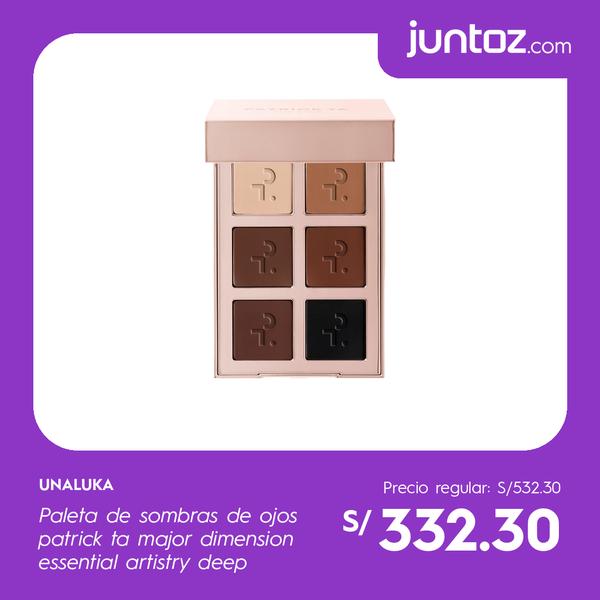 juntoz.com
UNALUKA
Paleta de sombras de ojos
patrick ta major dimension
essential artistry deep
Precio regular: S/532.30
S/ 332.30